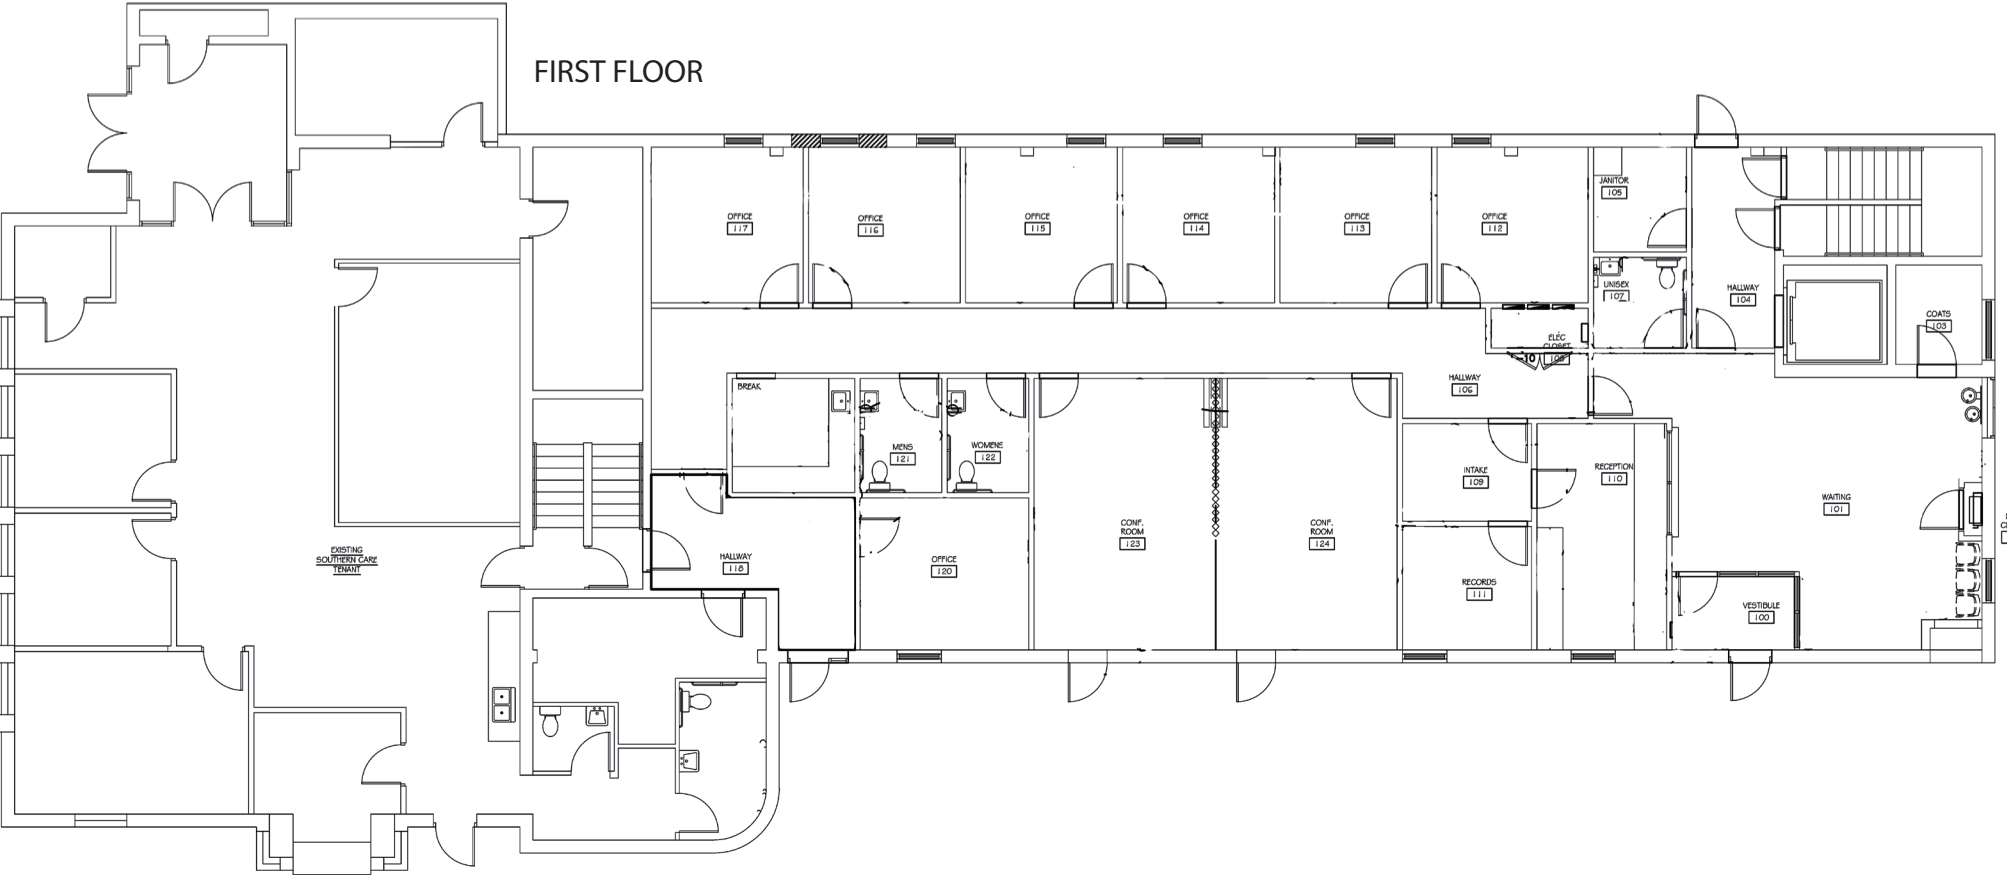 FIRST FLOOR
OFFICE
117
OFFICE
116
OFFICE
115
OFFICE
114
OFFICE
113
OFFICE
112
JANITOR
105
UNISEX
107
HALLWAY
104
COATS
103
ELEC
CLOSET
10
HALLWAY
106
BREAK
MENS
121
WOMENS
122
INTAKE
109
RECEPTION
110
WAITING
101
CONF.
ROOM
123
CONF.
ROOM
124
EXISTING
SOUTHERN CARE
TENANT
HALLWAY
118
OFFICE
120
RECORDS
111
VESTIBULE
100